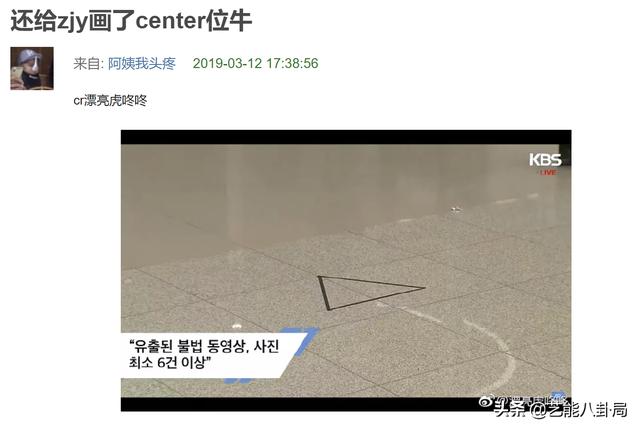 还给zjy画了center位牛
来自: 阿姨我头疼 2019-03-12 17:38:56
cr漂亮虎咚咚
KBS
LIVE
“유출된 불법 동영상, 사진
최소 6건 이상”
头条 @艺能八卦局